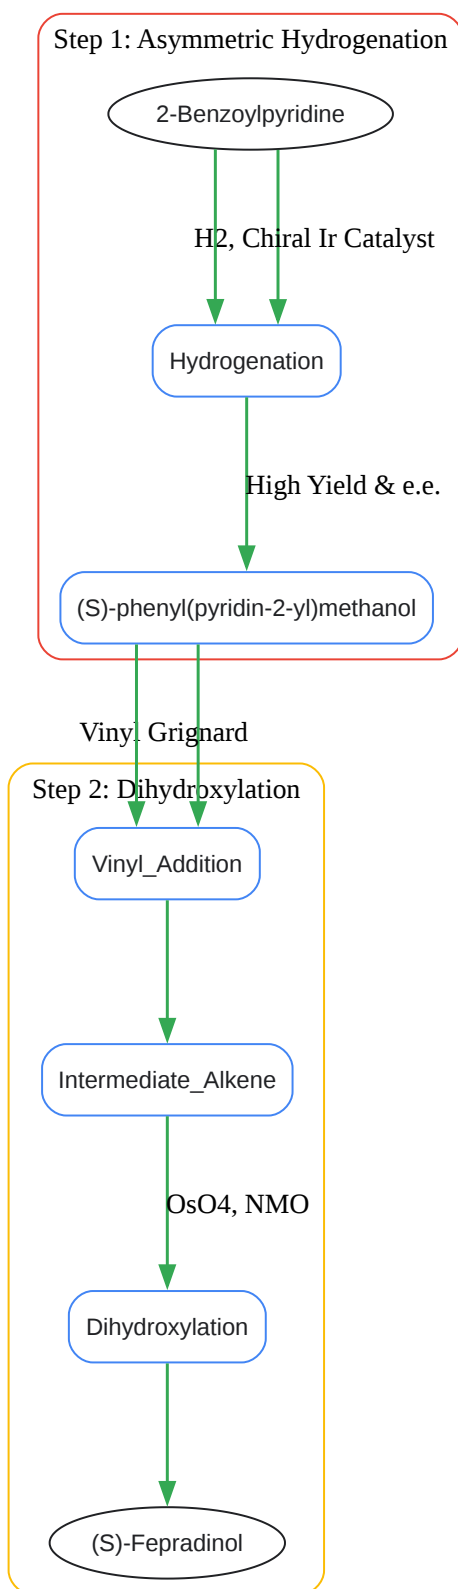 Step 1: Asymmetric Hydrogenation
2-Benzoylpyridine
H2, Chiral Ir Catalyst
Hydrogenation
High Yield & e.e.
(S)-phenyl(pyridin-2-yl)methanol
Vinyl Grignard
Step 2: Dihydroxylation
Vinyl_Addition
Intermediate_Alkene
OsO4, NMO
Dihydroxylation
(S)-Fepradinol